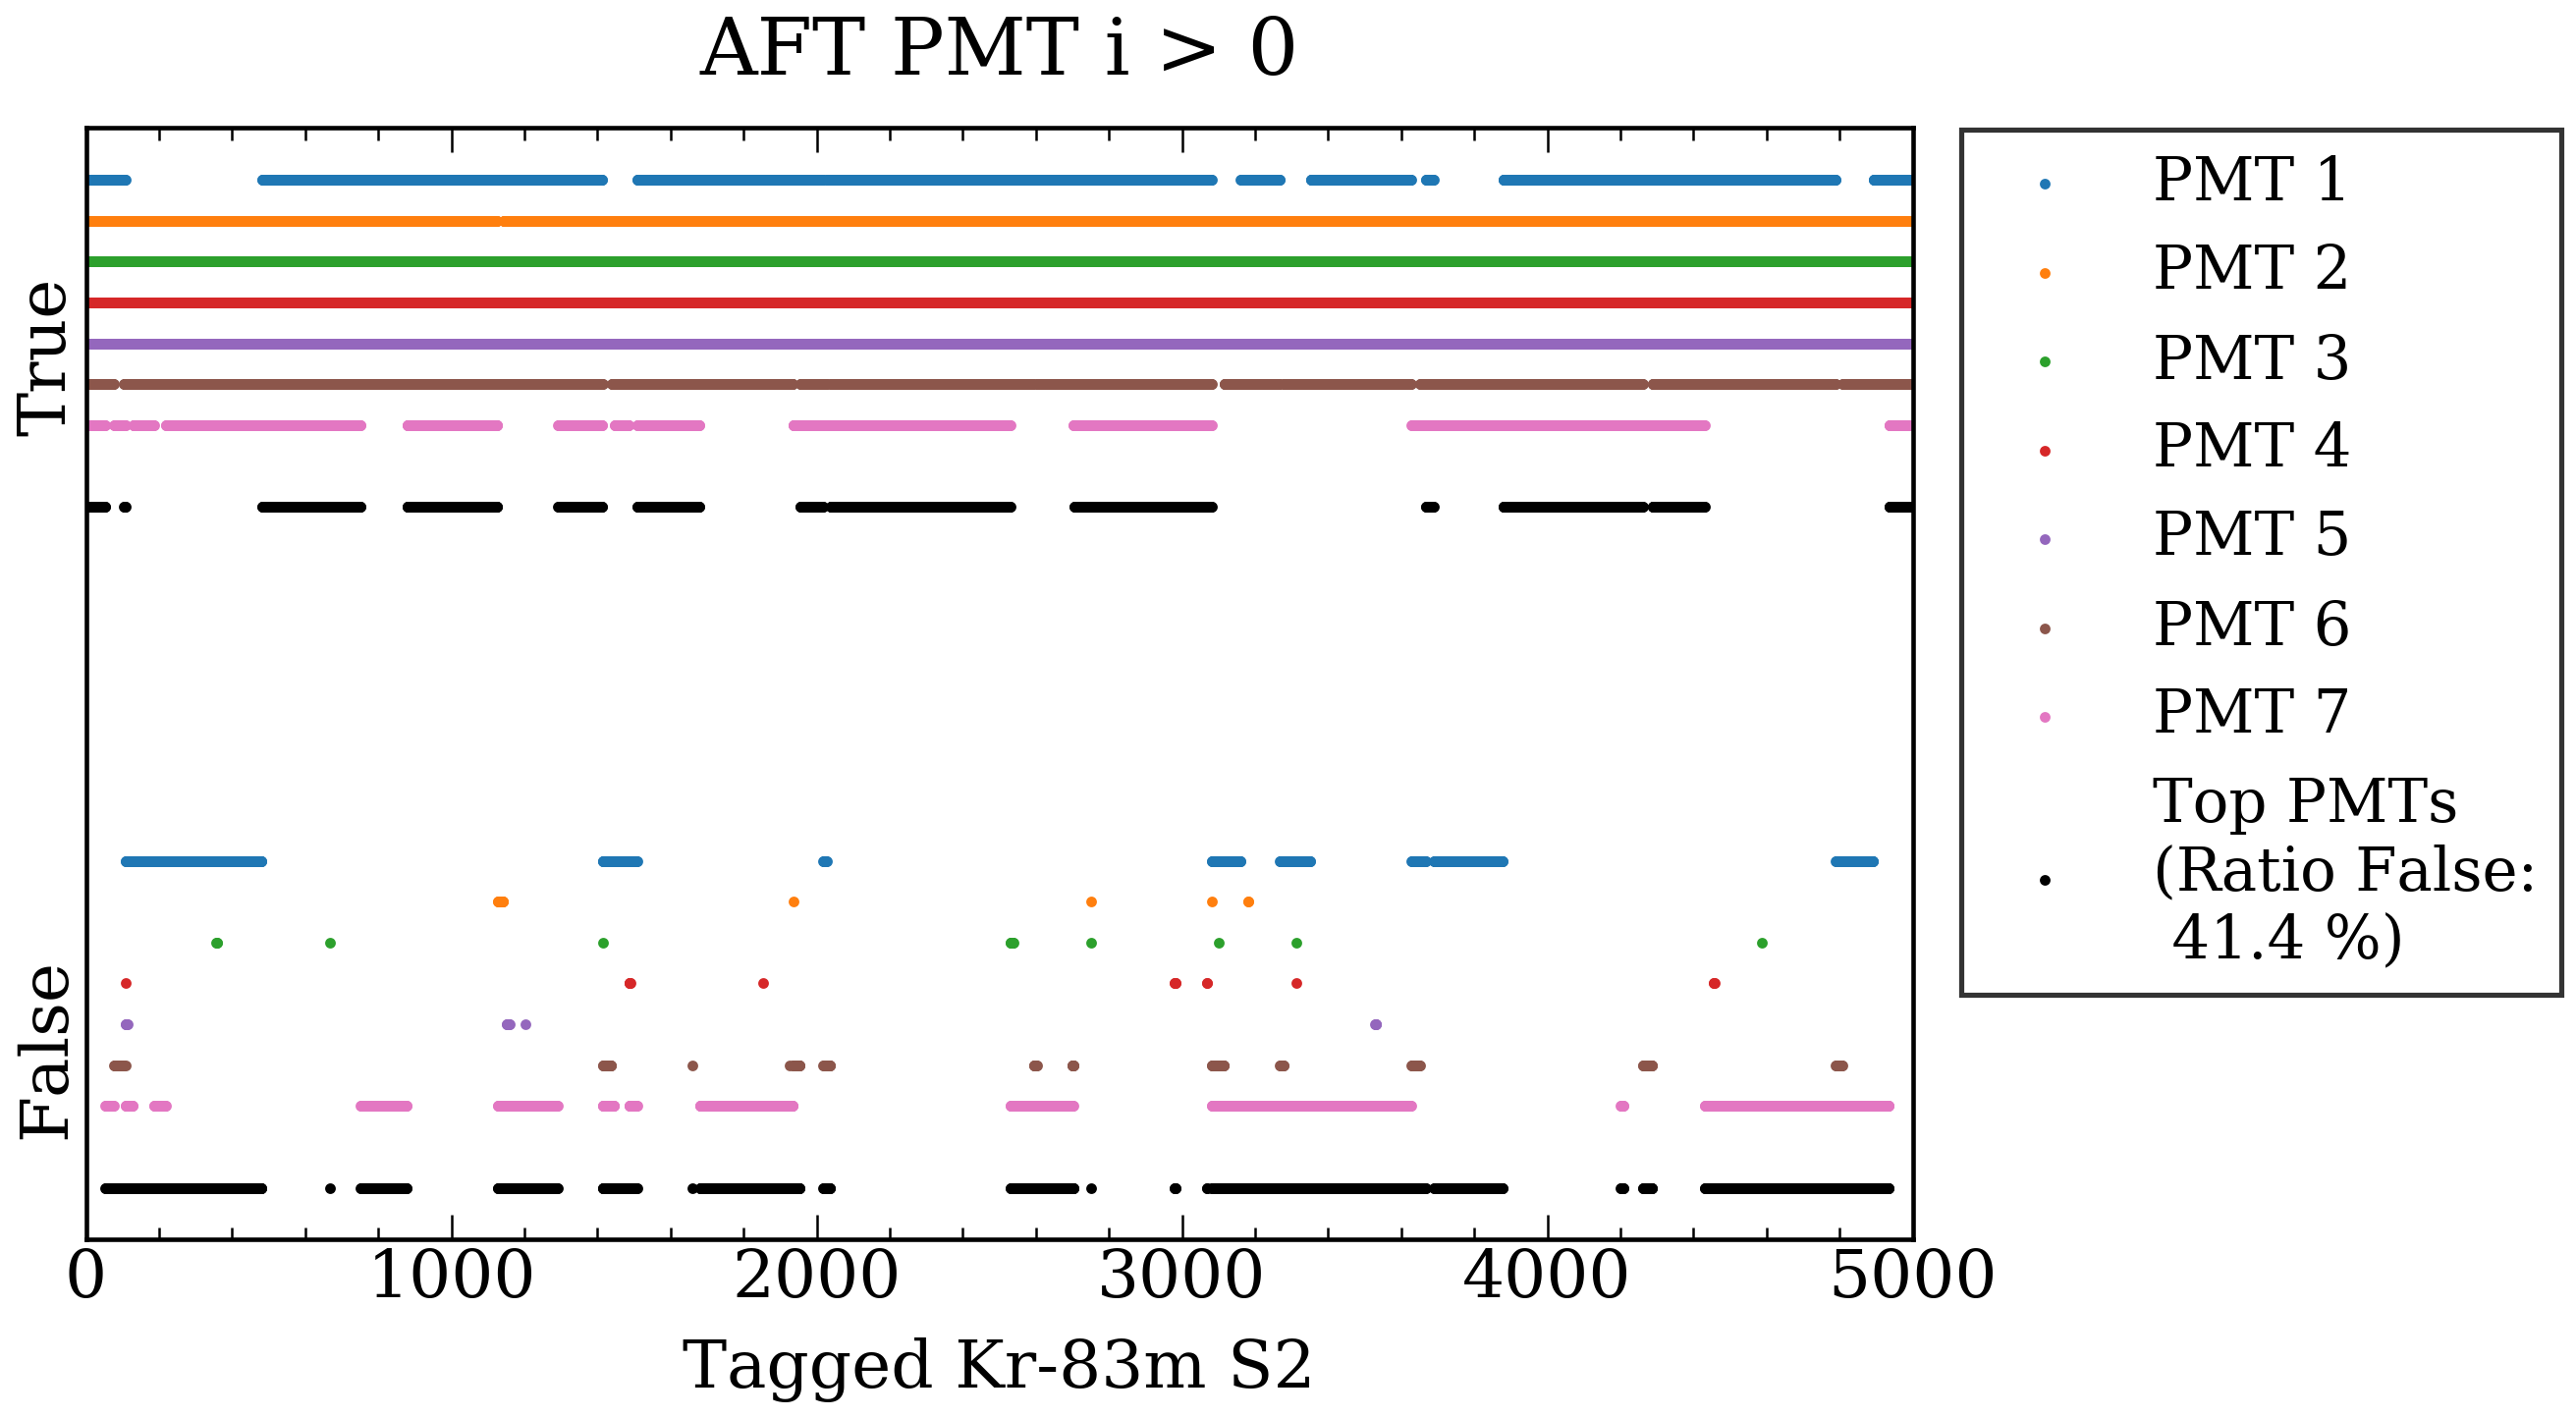 AFT PMT i > 0
True
False
0 1000 2000 3000 4000 5000
Tagged Kr-83m S2
PMT 1
PMT 2
PMT 3
PMT 4
PMT 5
PMT 6
PMT 7
Top PMTs
(Ratio False:
41.4 %)